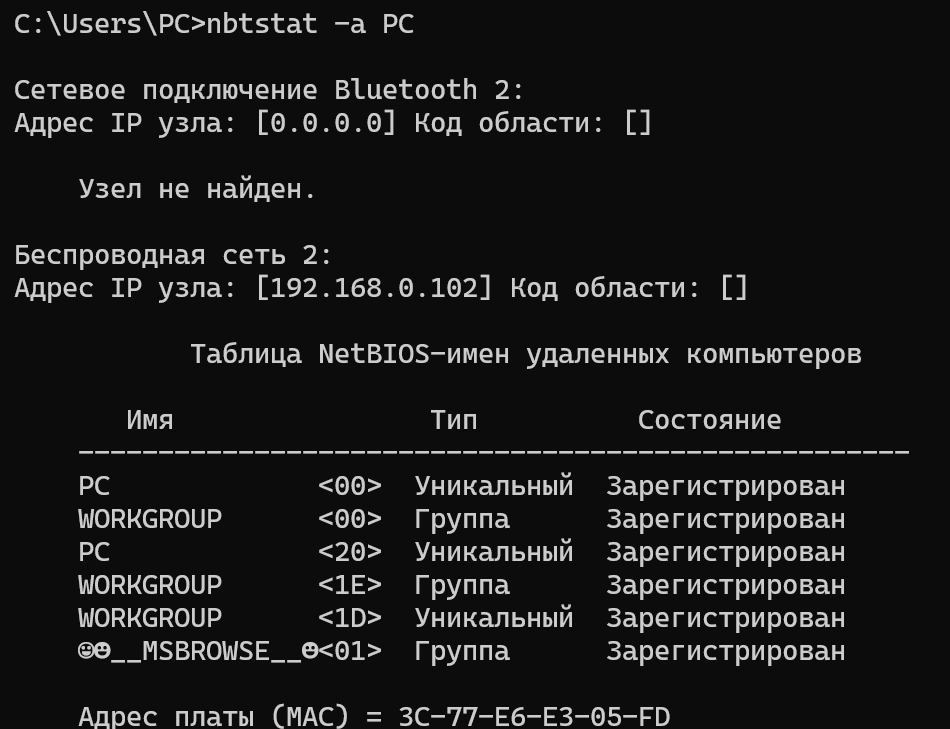 C:\Users\PC>nbtstat -a PC
Сетевое подключение Bluetooth 2:
Адрес IP узла: [0.0.0.0] Код области: []
Узел не найден.
Беспроводная сеть 2:
Адрес IP узла: [192.168.0.102] Код области: []
Таблица NetBIOS-имен удаленных компьютеров
Имя Тип Состояние
----------------------------------------------------
PC <00> Уникальный Зарегистрирован
WORKGROUP <00> Группа Зарегистрирован
PC <20> Уникальный Зарегистрирован
WORKGROUP <1E> Группа Зарегистрирован
WORKGROUP <1D> Уникальный Зарегистрирован
☺☻__MSBROWSE__☻<01> Группа Зарегистрирован
Адрес платы (MAC) = 3C-77-E6-E3-05-FD